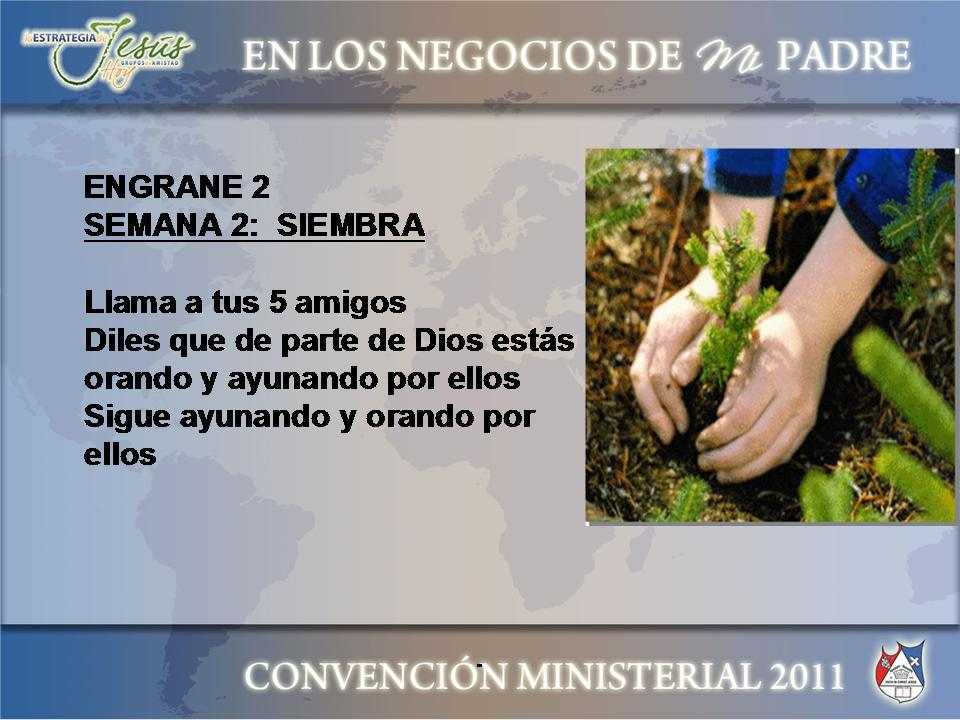 la ESTRATEGIA de
Jesús
GRUPOS de AMISTAD
Hoy
EN LOS NEGOCIOS DE Mi PADRE
ENGRANE 2
SEMANA 2: SIEMBRA
Llama a tus 5 amigos
Diles que de parte de Dios estás
orando y ayunando por ellos
Sigue ayunando y orando por
ellos
CONVENCIÓN MINISTERIAL 2011